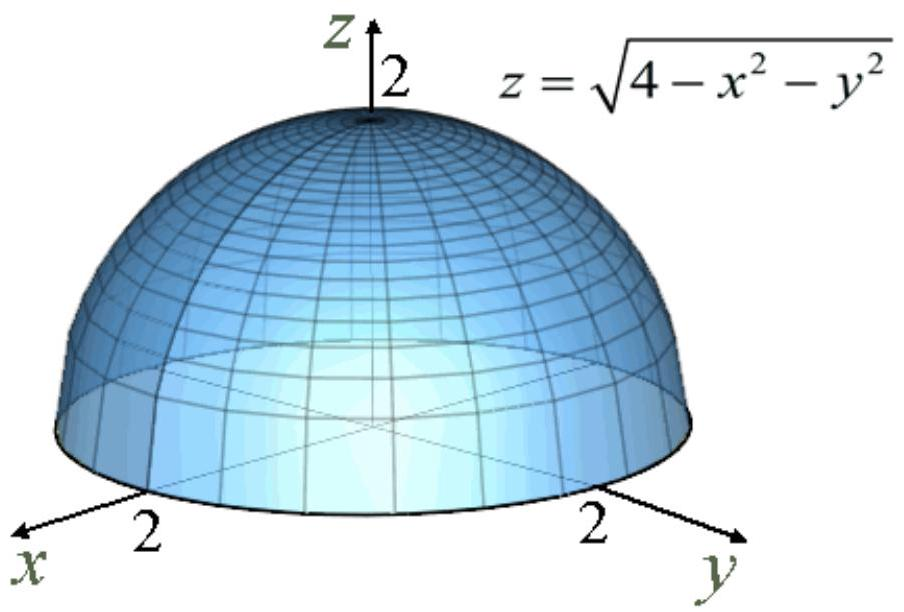 z
2
z = √4 − x² − y²
2
2
x
y